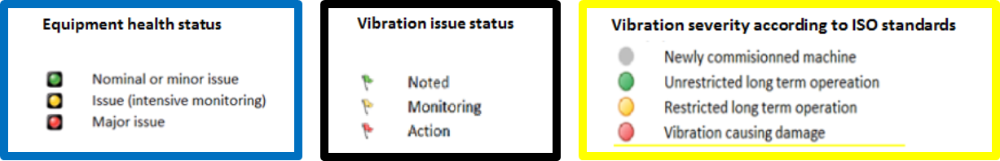 Equipment health status
Nominal or minor issue
Issue (intensive monitoring)
Major issue
Vibration issue status
Noted
Monitoring
Action
Vibration severity according to ISO standards
Newly commisionned machine
Unrestricted long term opereation
Restricted long term operation
Vibration causing damage